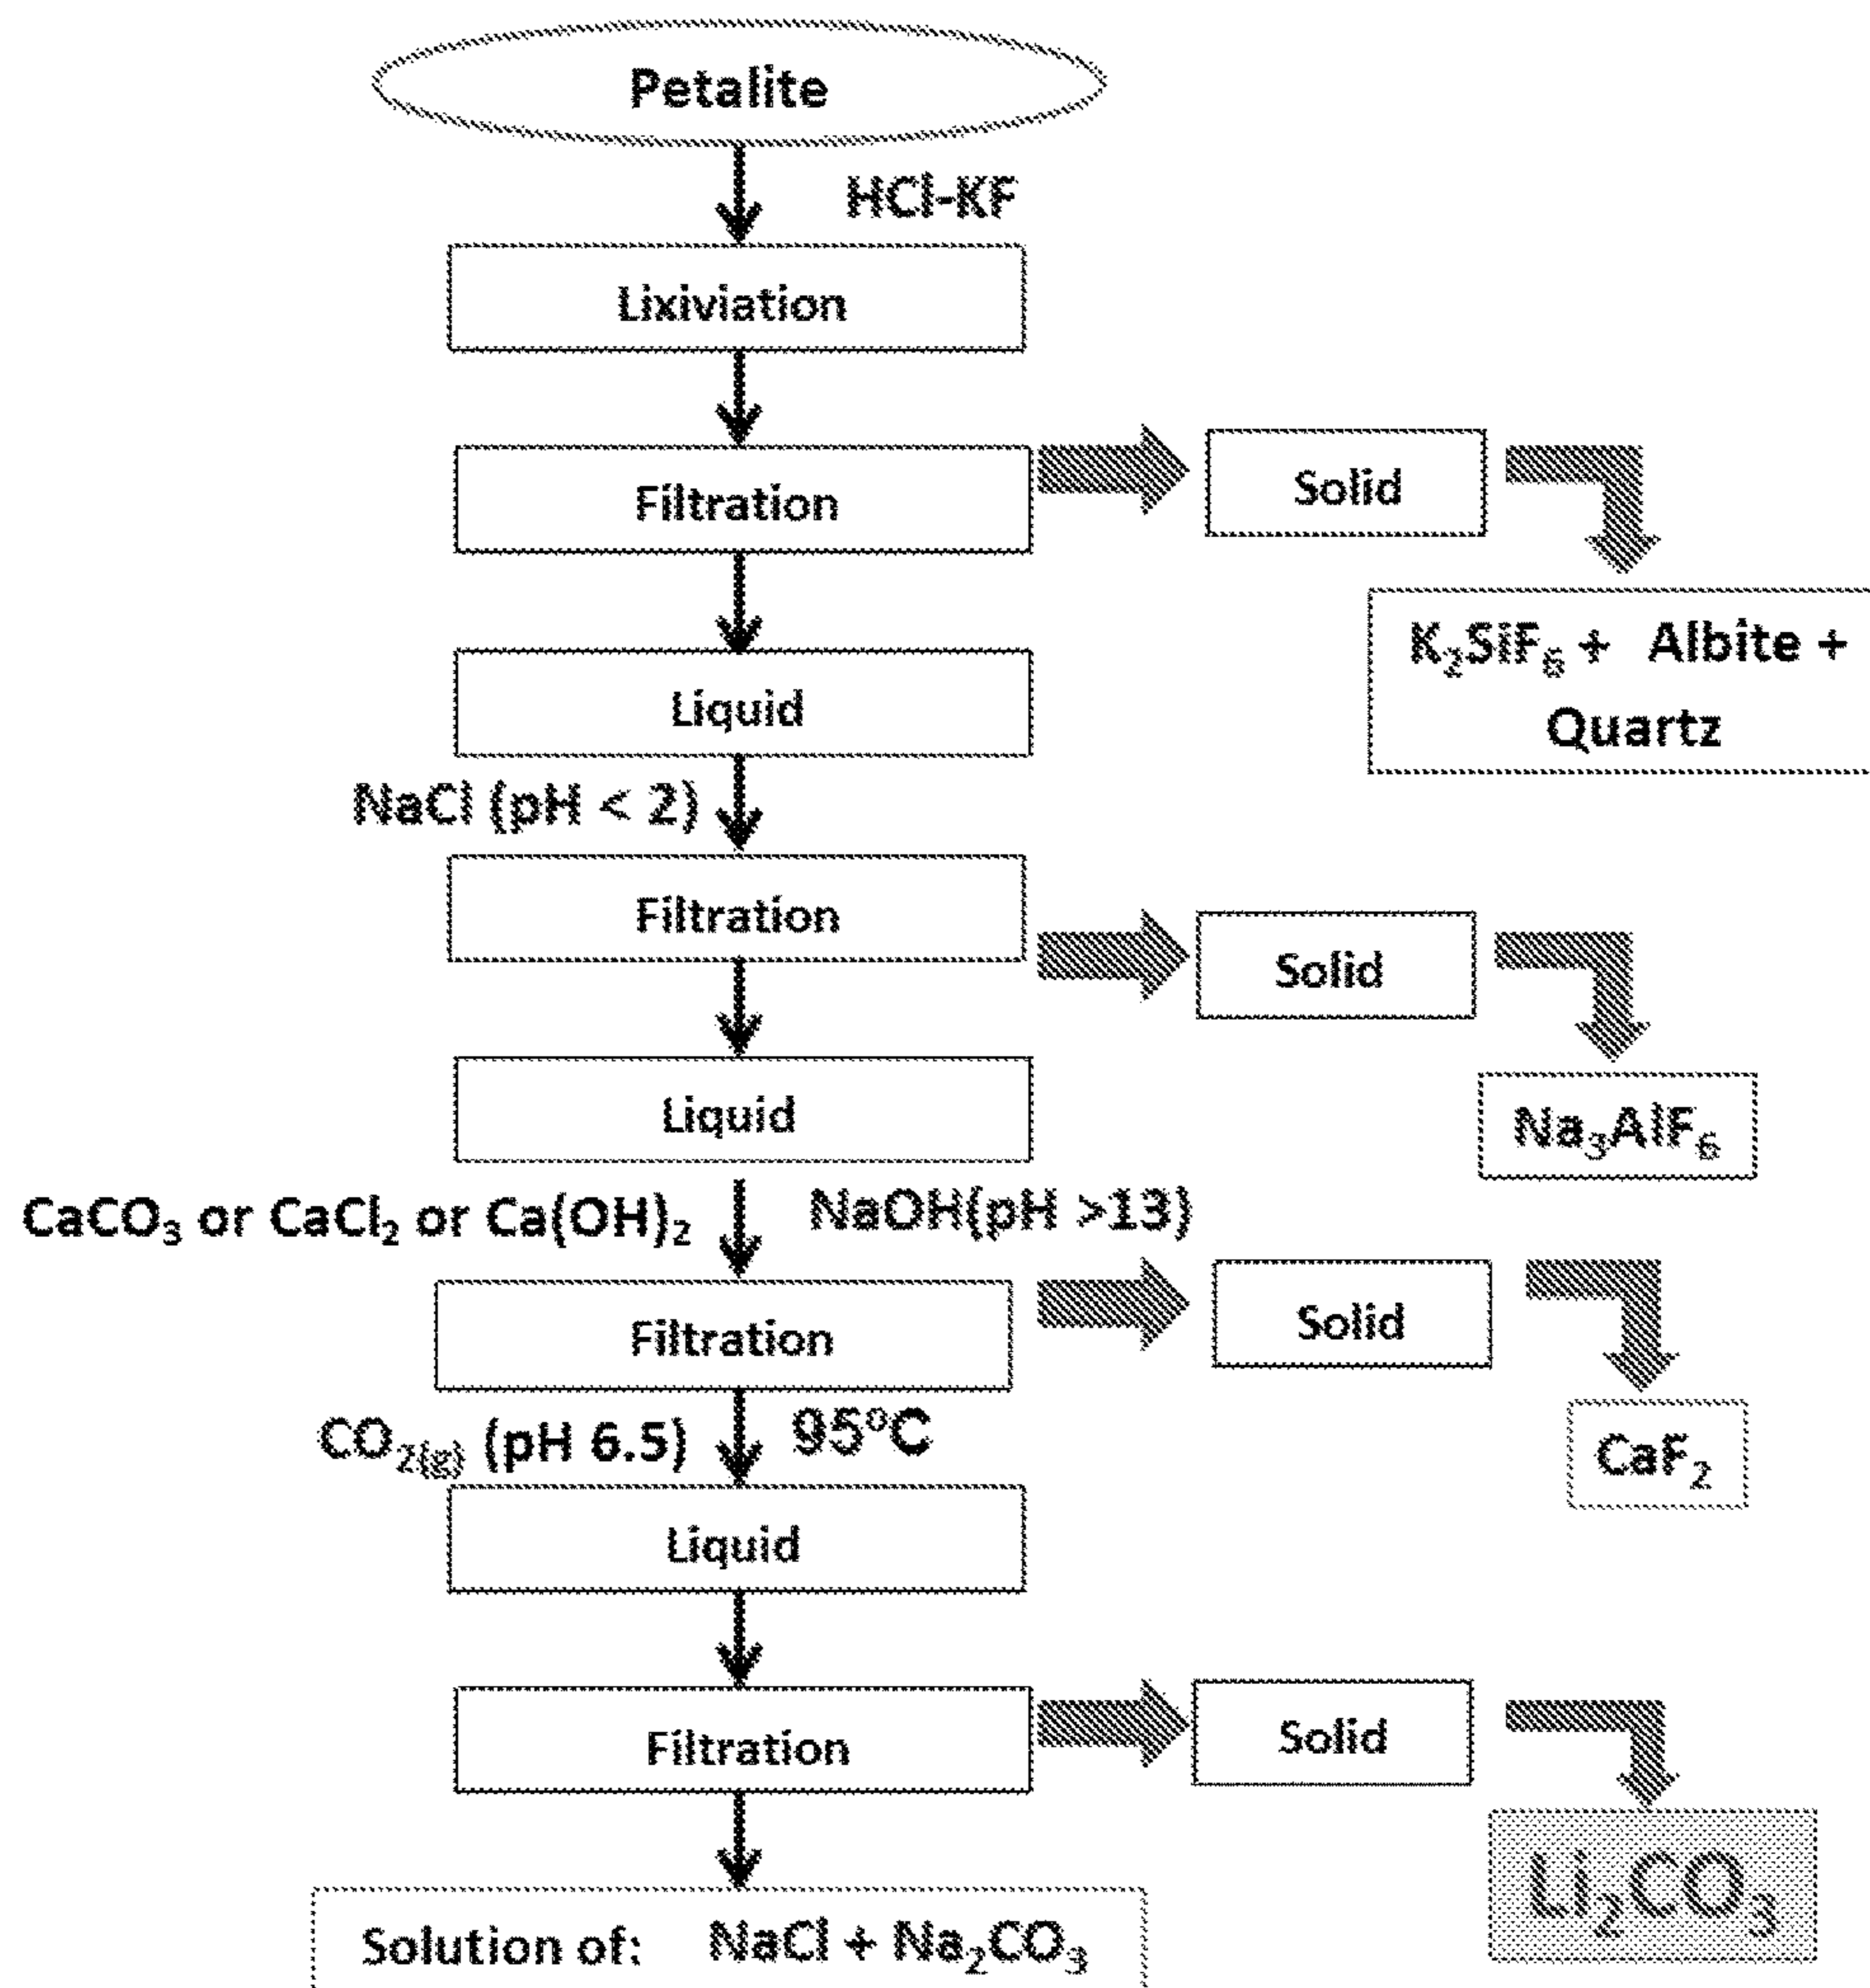 Petalite
HCl-KF
Lixiviation
Filtration
Solid
K₂SiF₆ + Albite +
Quartz
Liquid
NaCl (pH < 2)
Filtration
Solid
Na₃AlF₆
Liquid
CaCO₃ or CaCl₂ or Ca(OH)₂
NaOH(pH >13)
Filtration
Solid
CaF₂
CO₂₍g₎ (pH 6.5)
95°C
Liquid
Filtration
Solid
Li₂CO₃
Solution of: NaCl + Na₂CO₃